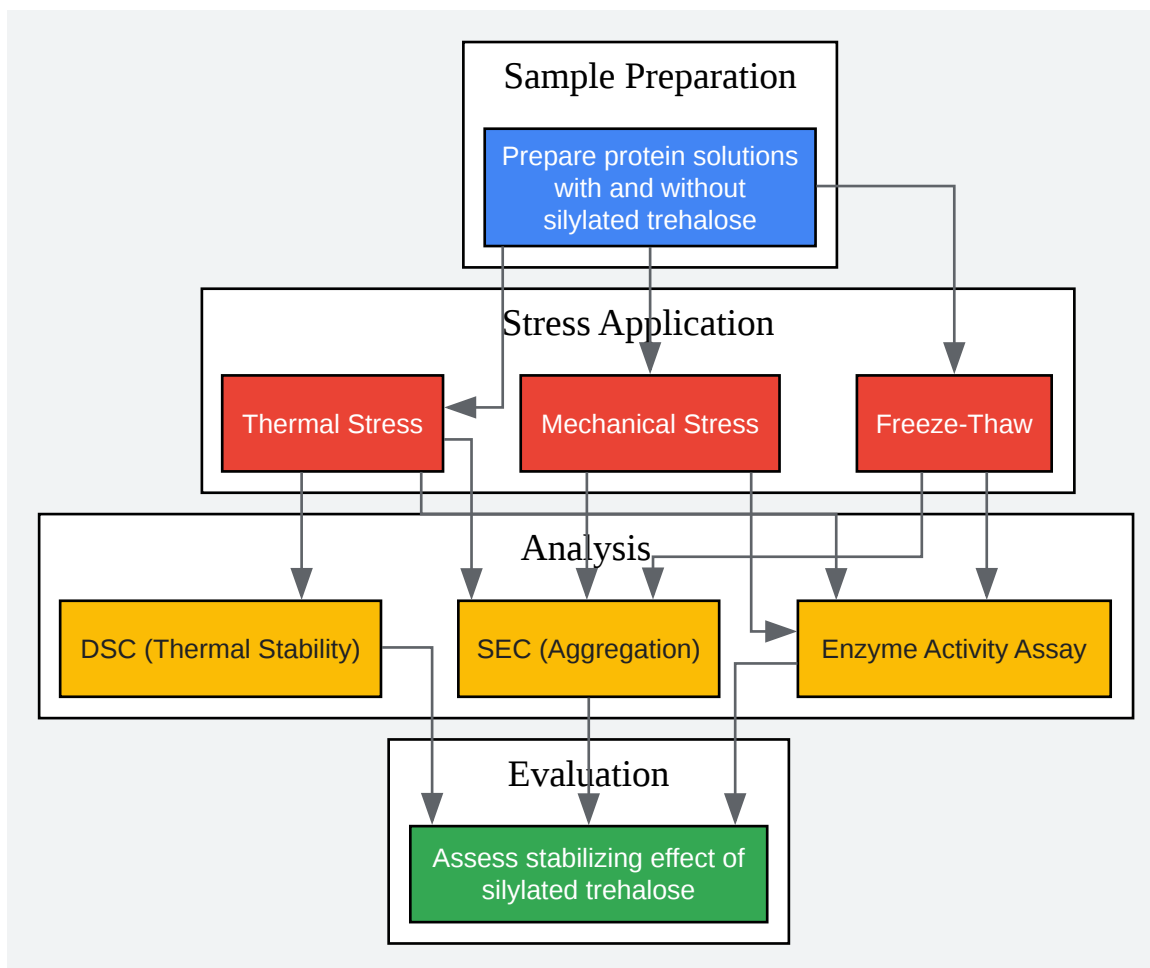 Sample Preparation
Prepare protein solutions
with and without
silylated trehalose
Stress Application
Thermal Stress
Mechanical Stress
Freeze-Thaw
Analysis
DSC (Thermal Stability)
SEC (Aggregation)
Enzyme Activity Assay
Evaluation
Assess stabilizing effect of
silylated trehalose